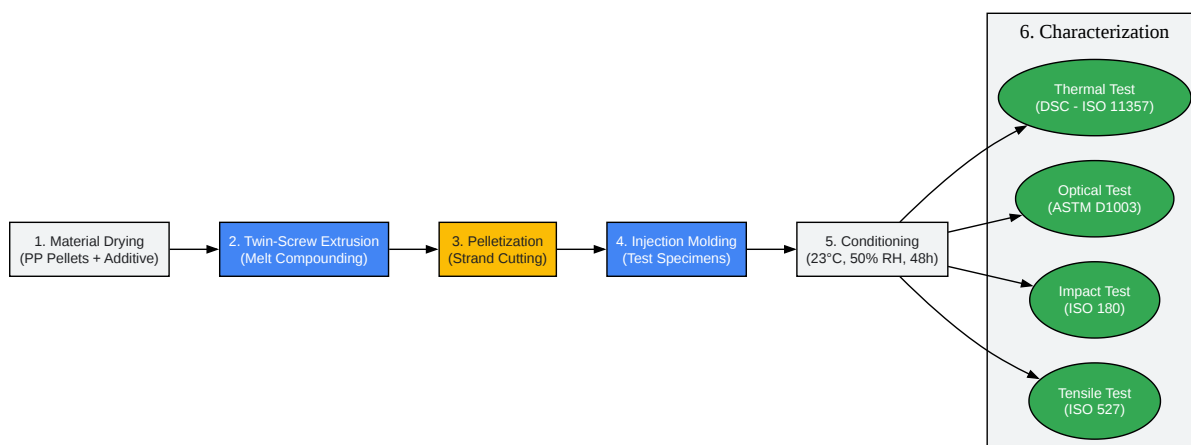 1. Material Drying
(PP Pellets + Additive)
2. Twin-Screw Extrusion
(Melt Compounding)
3. Pelletization
(Strand Cutting)
4. Injection Molding
(Test Specimens)
5. Conditioning
(23°C, 50% RH, 48h)
6. Characterization
Thermal Test
(DSC - ISO 11357)
Optical Test
(ASTM D1003)
Impact Test
(ISO 180)
Tensile Test
(ISO 527)